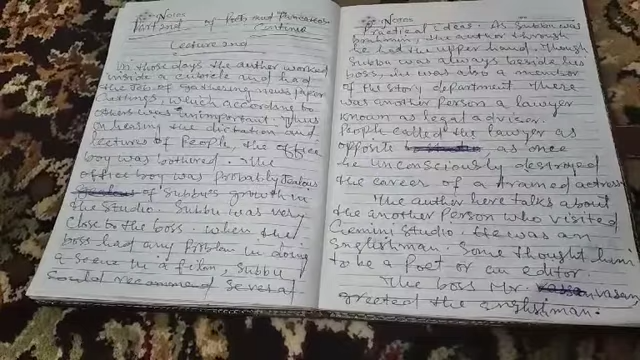 Notes
Part 2nd of Poets and Pancakes
Continue
Lecture 2nd
In those days the author worked
inside a cubicle and had
the Job of gathering news paper
cuttings, which according to
others was unimportant. Thus
on hearing the dictation and
lectures of People, the office
boy was bothered. The
office boy was probably Jealous
of Subbu's growth in
the Studio. Subbu was very
close to the boss. when the
boss had any problem in doing
a scene in a film, Subbu
Could recommend several
Notes
Practical ideas. As Subbu was
brahmin, the author through
he had the upper hand. Though
Subbu was always beside his
boss, he was also a member
of the story department. There
was another Person a lawyer
known as legal adviser.
People called the lawyer as
opposite as once
he unconsciously destroyed
the career of a trained actress
The author here talks about
the another Person who visited
Gemini Studio. He was an
Englishman. Some thought him
to be a Poet or an editor.
The boss Mr. vasan
greeted the englishman.